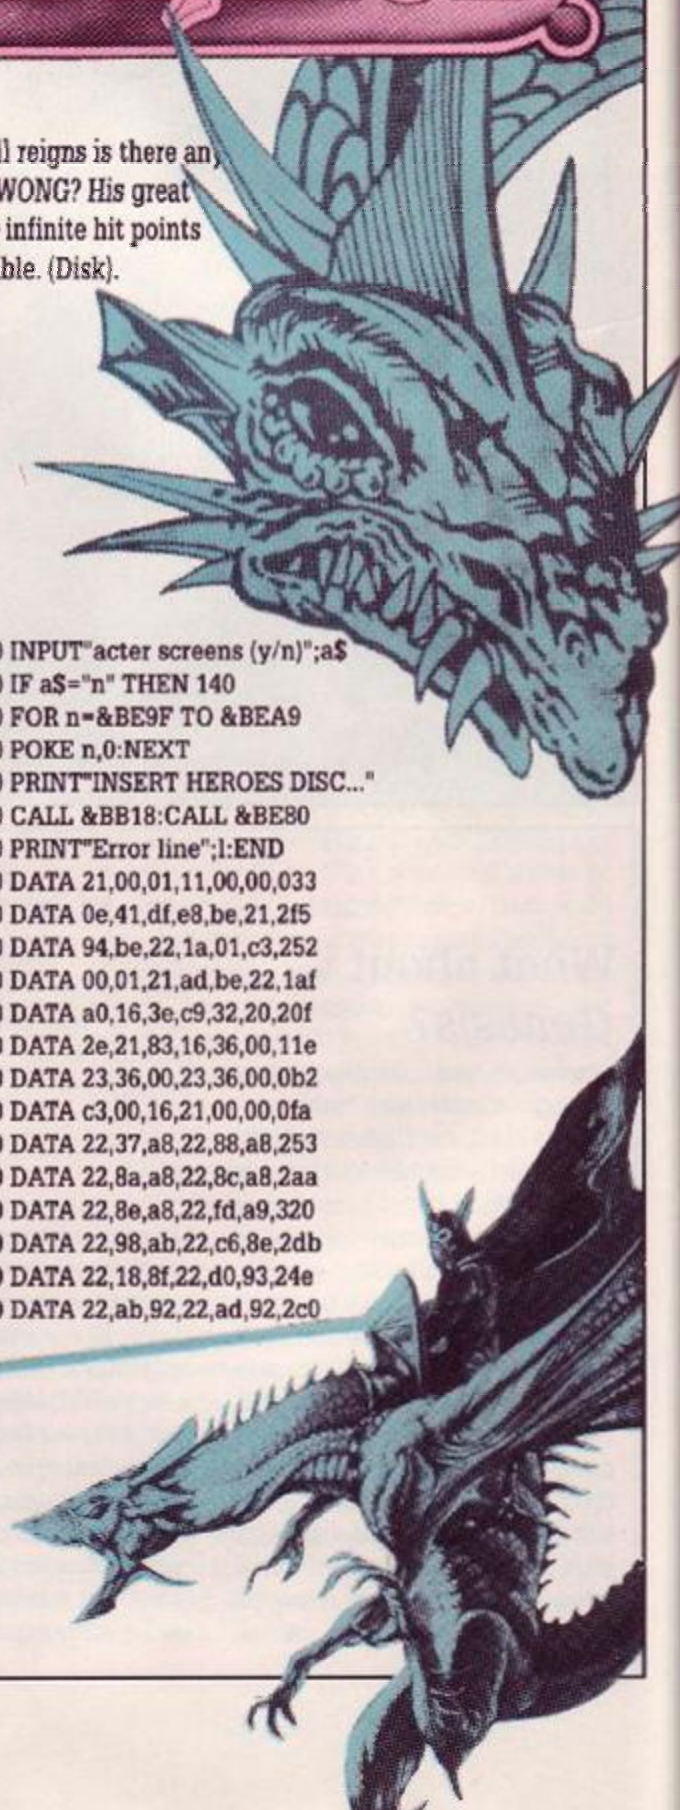 ll reigns is there any
WONG? His great
infinite hit points
ble. (Disk).
) INPUT"acter screens (y/n)";a$
) IF a$="n" THEN 140
) FOR n=&BE9F TO &BEA9
) POKE n,0:NEXT
) PRINT"INSERT HEROES DISC..."
) CALL &BB18:CALL &BE80
) PRINT"Error line";l:END
) DATA 21,00,01,11,00,00,033
) DATA 0e,41,df,e8,be,21,2f5
) DATA 94,be,22,1a,01,c3,252
) DATA 00,01,21,ad,be,22,1af
) DATA a0,16,3e,c9,32,20,20f
) DATA 2e,21,83,16,36,00,11e
) DATA 23,36,00,23,36,00,0b2
) DATA c3,00,16,21,00,00,0fa
) DATA 22,37,a8,22,88,a8,253
) DATA 22,8a,a8,22,8c,a8,2aa
) DATA 22,8e,a8,22,fd,a9,320
) DATA 22,98,ab,22,c6,8e,2db
) DATA 22,18,8f,22,d0,93,24e
) DATA 22,ab,92,22,ad,92,2c0